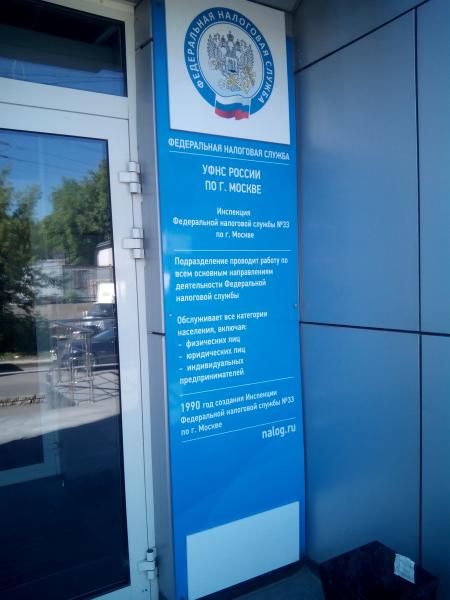 ФЕДЕРАЛЬНАЯ НАЛОГОВАЯ СЛУЖБА
ФЕДЕРАЛЬНАЯ НАЛОГОВАЯ СЛУЖБА
УФНС РОССИИ
ПО Г. МОСКВЕ
Инспекция
Федеральной налоговой службы №33
по г. Москве
Подразделение проводит работу по
всем основным направлениям
деятельности Федеральной
налоговой службы
Обслуживает все категории
населения, включая:
- физических лиц
- юридических лиц
- индивидуальных
предпринимателей
1990 год создания Инспекции
Федеральной налоговой службы №33
по г. Москве
nalog.ru